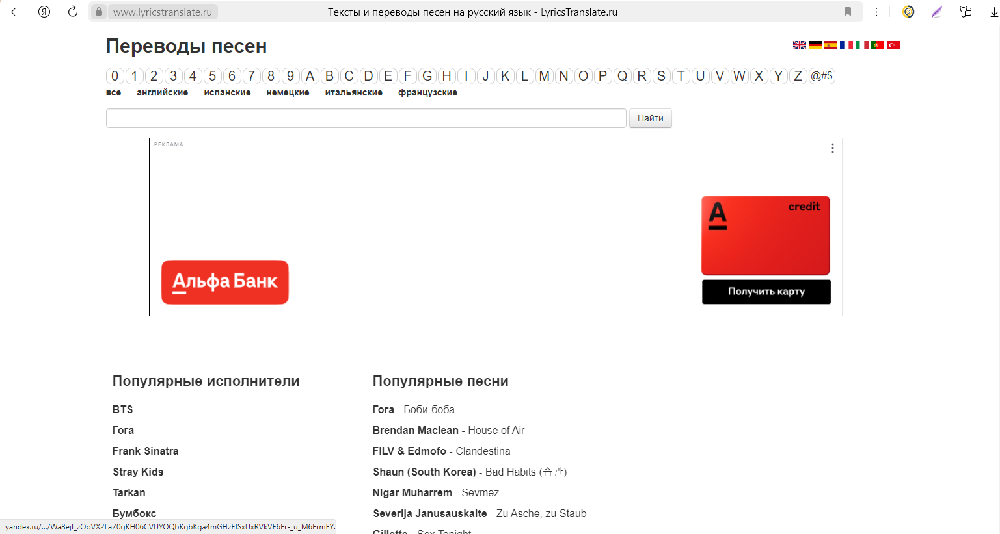 www.lyricstranslate.ru Тексты и переводы песен на русский язык - LyricsTranslate.ru
Переводы песен
0 1 2 3 4 5 6 7 8 9 A B C D E F G H I J K L M N O P Q R S T U V W X Y Z @#$
все английские испанские немецкие итальянские французские
Найти
РЕКЛАМА
A credit
Альфа Банк
Получить карту
Популярные исполнители
BTS
Гога
Frank Sinatra
Stray Kids
Tarkan
Бумбокс
Популярные песни
Гога - Боби-боба
Brendan Maclean - House of Air
FILV & Edmofo - Clandestina
Shaun (South Korea) - Bad Habits (습관)
Nigar Muharrem - Sevməz
Severija Janusauskaite - Zu Asche, zu Staub
Gillette - Sex Tonight
yandex.ru/.../Wa8ejI_zOoVX2LaZ0gKH06CVUYOQbKgbKga4mGHzFfSxUxRVkVE6Er-_u_M6ErmFY...